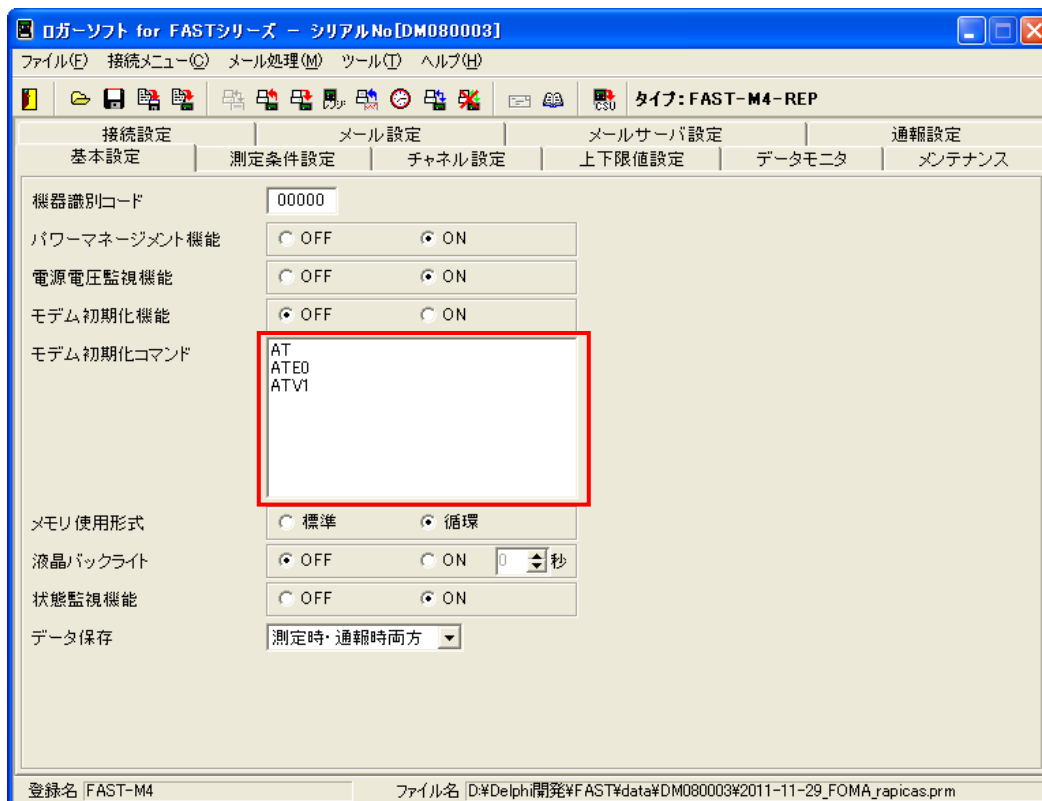 ロガーソフト for FASTシリーズ － シリアルNo[DM080003]
ファイル(F) 接続メニュー(C) メール処理(M) ツール(T) ヘルプ(H)
タイプ:FAST-M4-REP
接続設定 メール設定 メールサーバ設定 通報設定
基本設定 測定条件設定 チャネル設定 上下限値設定 データモニタ メンテナンス
機器識別コード 00000
パワーマネージメント機能 OFF ON
電源電圧監視機能 OFF ON
モデム初期化機能 OFF ON
モデム初期化コマンド
AT
ATE0
ATV1
メモリ使用形式 標準 循環
液晶バックライト OFF ON 0 秒
状態監視機能 OFF ON
データ保存 測定時・通報時両方
登録名 FAST-M4 ファイル名 D:¥Delphi開発¥FAST¥data¥DM080003¥2011-11-29_FOMA_rapicas.prm